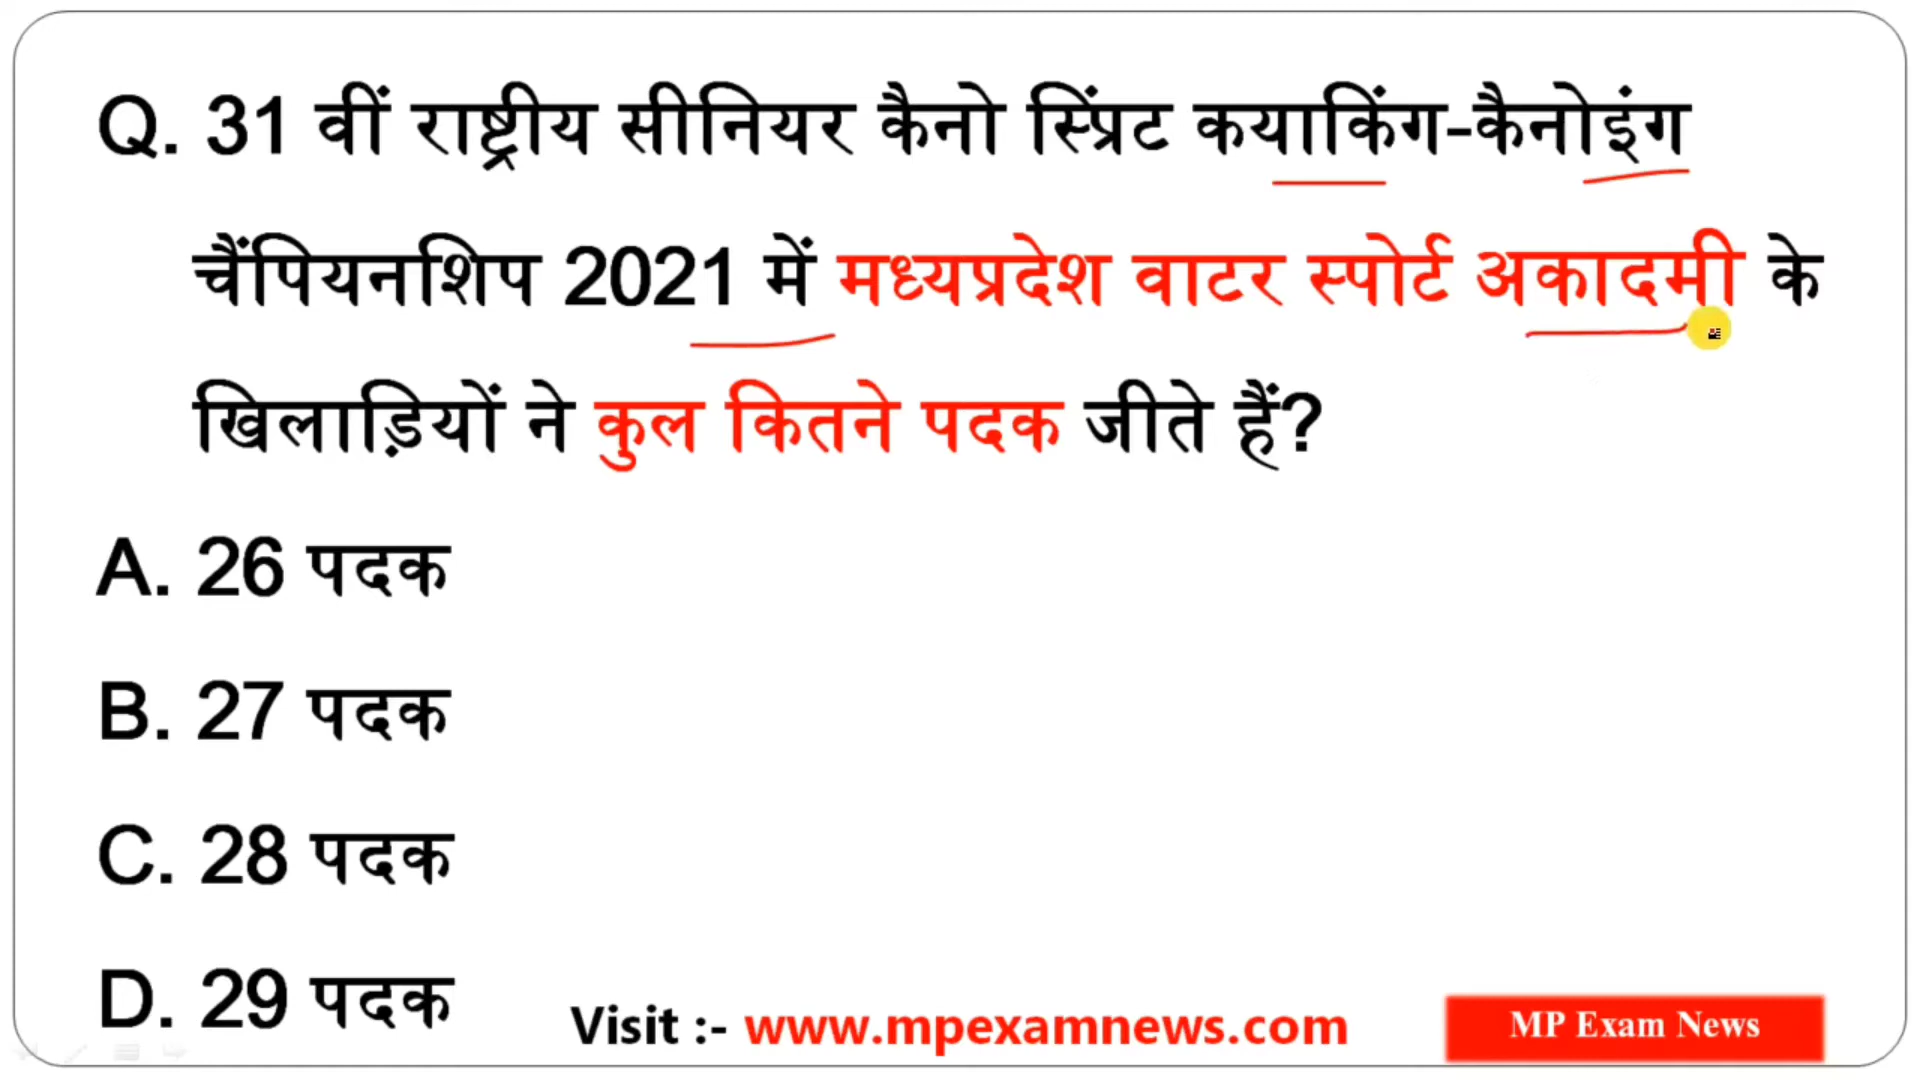 Q. 31 वीं राष्ट्रीय सीनियर कैनो स्प्रिंट कयाकिंग-कैनोइंग
चैंपियनशिप 2021 में मध्यप्रदेश वाटर स्पोर्ट अकादमी के
खिलाड़ियों ने कुल कितने पदक जीते हैं?
A. 26 पदक
B. 27 पदक
C. 28 पदक
D. 29 पदक
Visit :- www.mpexamnews.com
MP Exam News